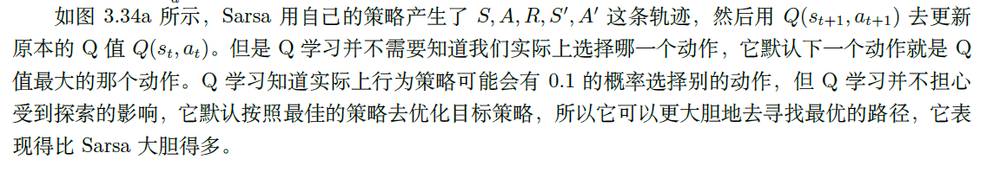 如图 3.34a 所示，Sarsa 用自己的策略产生了 S, A, R, S′, A′ 这条轨迹，然后用 Q(sₜ₊₁, aₜ₊₁) 去更新
原本的 Q 值 Q(sₜ, aₜ)。但是 Q 学习并不需要知道我们实际上选择哪一个动作，它默认下一个动作就是 Q
值最大的那个动作。Q 学习知道实际上行为策略可能会有 0.1 的概率选择别的动作，但 Q 学习并不担心
受到探索的影响，它默认按照最佳的策略去优化目标策略，所以它可以更大胆地去寻找最优的路径，它表
现得比 Sarsa 大胆得多。